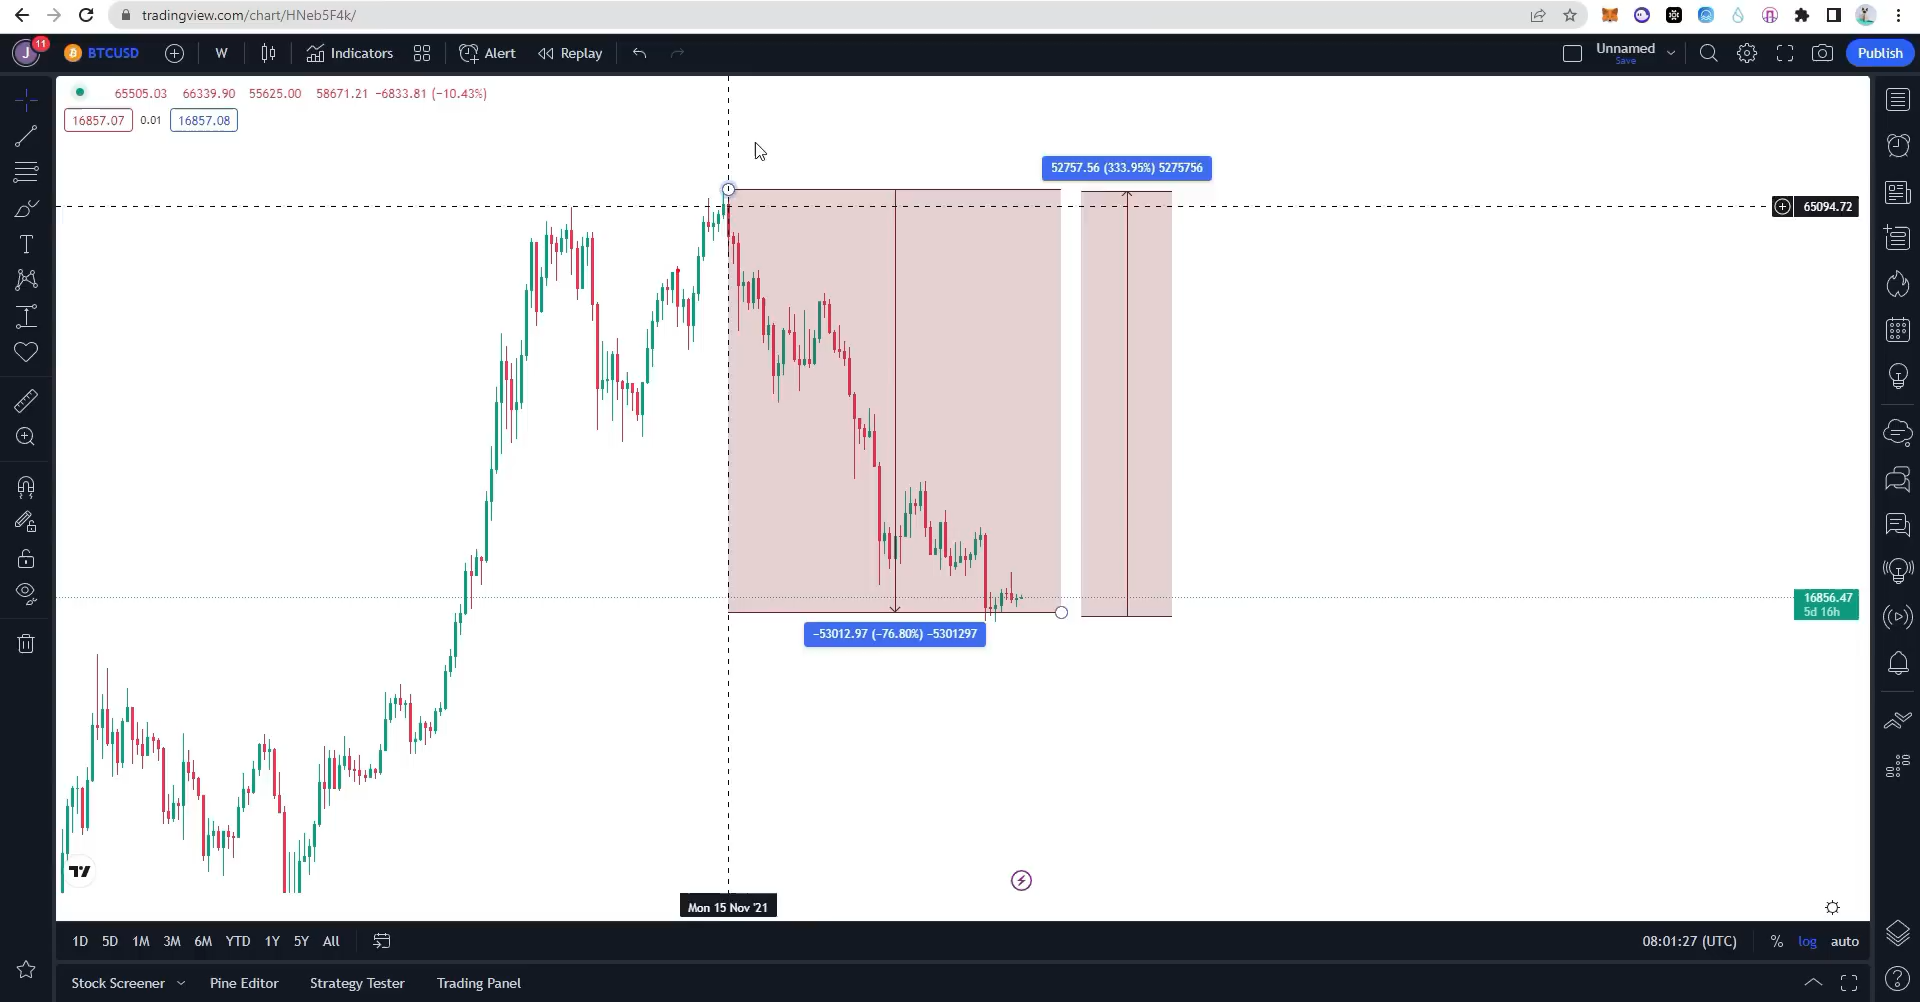 tradingview.com/chart/HNeb5F4k/
J 11 BTCUSD W Indicators Alert Replay Unnamed Save Publish
65505.03 66339.90 55625.00 58671.21 −6833.81 (−10.43%)
16857.07 0.01 16857.08
52757.56 (333.95%) 5275756
65094.72
16856.47
5d 16h
−53012.97 (−76.80%) −5301297
Mon 15 Nov '21
1D 5D 1M 3M 6M YTD 1Y 5Y All 08:01:27 (UTC) % log auto
Stock Screener Pine Editor Strategy Tester Trading Panel